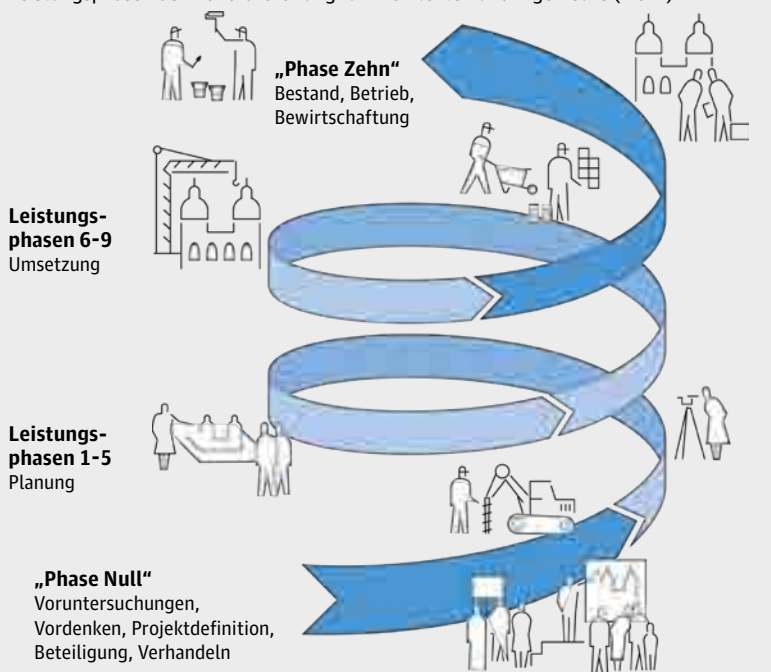 „Phase Zehn“
Bestand, Betrieb,
Bewirtschaftung
Leistungs-
phasen 6-9
Umsetzung
Leistungs-
phasen 1-5
Planung
„Phase Null“
Voruntersuchungen,
Vordenken, Projektdefinition,
Beteiligung, Verhandeln